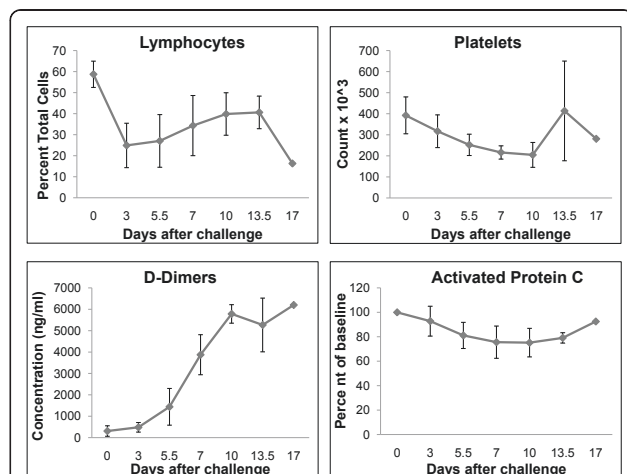 Lymphocytes
Percent Total Cells
70
60
50
40
30
20
10
0
0 3 5.5 7 10 13.5 17
Days after challenge
Platelets
Count x 10^3
700
600
500
400
300
200
100
0
0 3 5.5 7 10 13.5 17
Days after challenge
D-Dimers
Concentration (ng/ml)
7000
6000
5000
4000
3000
2000
1000
0
0 3 5.5 7 10 13.5 17
Days after challenge
Activated Protein C
Perce nt of baseline
120
100
80
60
40
20
0
0 3 5.5 7 10 13.5 17
Days after challenge